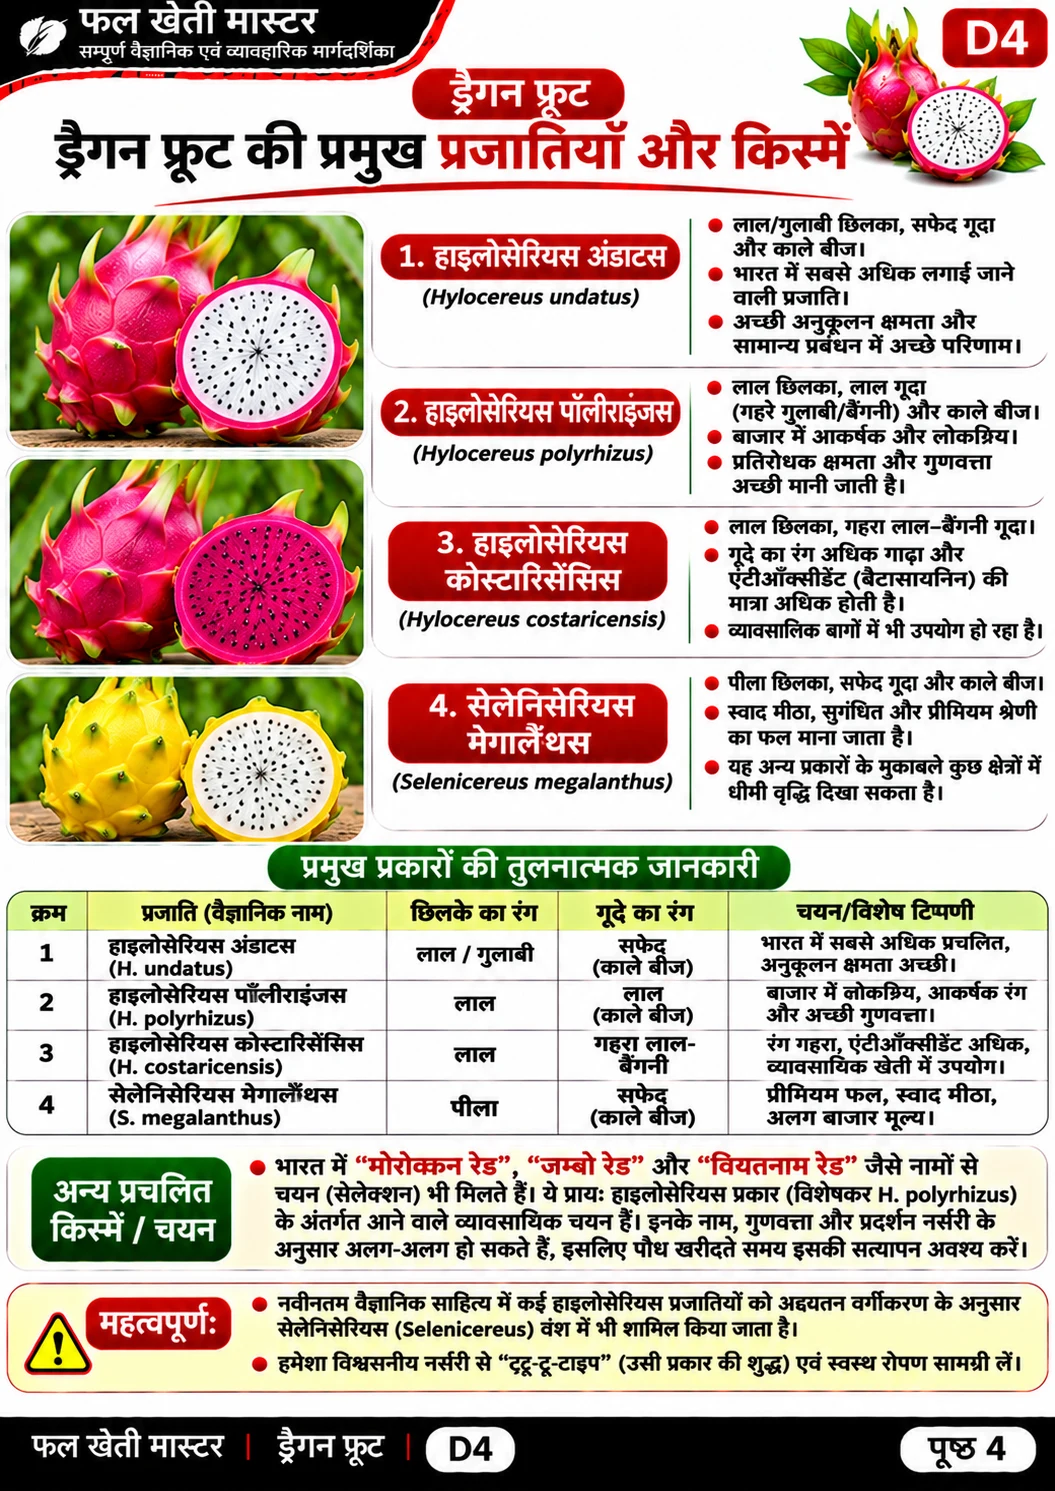 फल खेती मास्टर
सम्पूर्ण वैज्ञानिक एवं व्यावहारिक मार्गदर्शिका
D4
ड्रैगन फ्रूट
ड्रैगन फ्रूट की प्रमुख प्रजातियॉ और किस्में
1. हाइलोसेरियस अंडाटस
(Hylocereus undatus)
लाल/गुलाबी छिलका, सफेद गूदा
और काले बीज।
भारत में सबसे अधिक लगाई जाने
वाली प्रजाति।
अच्छी अनुकूलन क्षमता और
सामान्य प्रबंधन में अच्छे परिणाम।
2. हाइलोसेरियस पॉलीराइंजस
(Hylocereus polyrhizus)
लाल छिलका, लाल गूदा
(गहरे गुलाबी/बैंगनी) और काले बीज।
बाजार में आकर्षक और लोकप्रिय।
प्रतिरोधक क्षमता और गुणवत्ता
अच्छी मानी जाती है।
3. हाइलोसेरियस
कोस्टारिसेंसिस
(Hylocereus costaricensis)
लाल छिलका, गहरा लाल–बैंगनी गूदा।
गूदे का रंग अधिक गाढ़ा और
एंटीऑक्सीडेंट (बैटासायनिन) की
मात्रा अधिक होती है।
व्यावसालिक बागों में भी उपयोग हो रहा है।
4. सेलेनिसेरियस
मेगालैंथस
(Selenicereus megalanthus)
पीला छिलका, सफेद गूदा और काले बीज।
स्वाद मीठा, सुगंधित और प्रीमियम श्रेणी
का फल माना जाता है।
यह अन्य प्रकारों के मुकाबले कुछ क्षेत्रों में
धीमी वृद्धि दिखा सकता है।
प्रमुख प्रकारों की तुलनात्मक जानकारी
क्रम प्रजाति (वैज्ञानिक नाम) छिलके का रंग गूदे का रंग चयन/विशेष टिप्पणी
1 हाइलोसेरियस अंडाटस
(H. undatus) लाल / गुलाबी सफेद
(काले बीज) भारत में सबसे अधिक प्रचलित,
अनुकूलन क्षमता अच्छी।
2 हाइलोसेरियस पॉलीराइंजस
(H. polyrhizus) लाल लाल
(काले बीज) बाजार में लोकप्रिय, आकर्षक रंग
और अच्छी गुणवत्ता।
3 हाइलोसेरियस कोस्टारिसेंसिस
(H. costaricensis) लाल गहरा लाल-
बैंगनी रंग गहरा, एंटीऑक्सीडेंट अधिक,
व्यावसायिक खेती में उपयोग।
4 सेलेनिसेरियस मेगालैंथस
(S. megalanthus) पीला सफेद
(काले बीज) प्रीमियम फल, स्वाद मीठा,
अलग बाजार मूल्य।
अन्य प्रचलित
किस्में / चयन
भारत में “मोरोक्कन रेड”, “जम्बो रेड” और “वियतनाम रेड” जैसे नामों से
चयन (सेलेक्शन) भी मिलते हैं। ये प्रायः हाइलोसेरियस प्रकार (विशेषकर H. polyrhizus)
के अंतर्गत आने वाले व्यावसायिक चयन हैं। इनके नाम, गुणवत्ता और प्रदर्शन नर्सरी के
अनुसार अलग-अलग हो सकते हैं, इसलिए पौध खरीदते समय इसकी सत्यापन अवश्य करें।
महत्वपूर्ण:
नवीनतम वैज्ञानिक साहित्य में कई हाइलोसेरियस प्रजातियों को अद्दयतन वर्गीकरण के अनुसार
सेलेनिसेरियस (Selenicereus) वंश में भी शामिल किया जाता है।
हमेशा विश्वसनीय नर्सरी से “ट्रटू-टू-टाइप” (उसी प्रकार की शुद्ध) एवं स्वस्थ रोपण सामग्री लें।
फल खेती मास्टर | ड्रैगन फ्रूट | D4
पृष्ठ 4